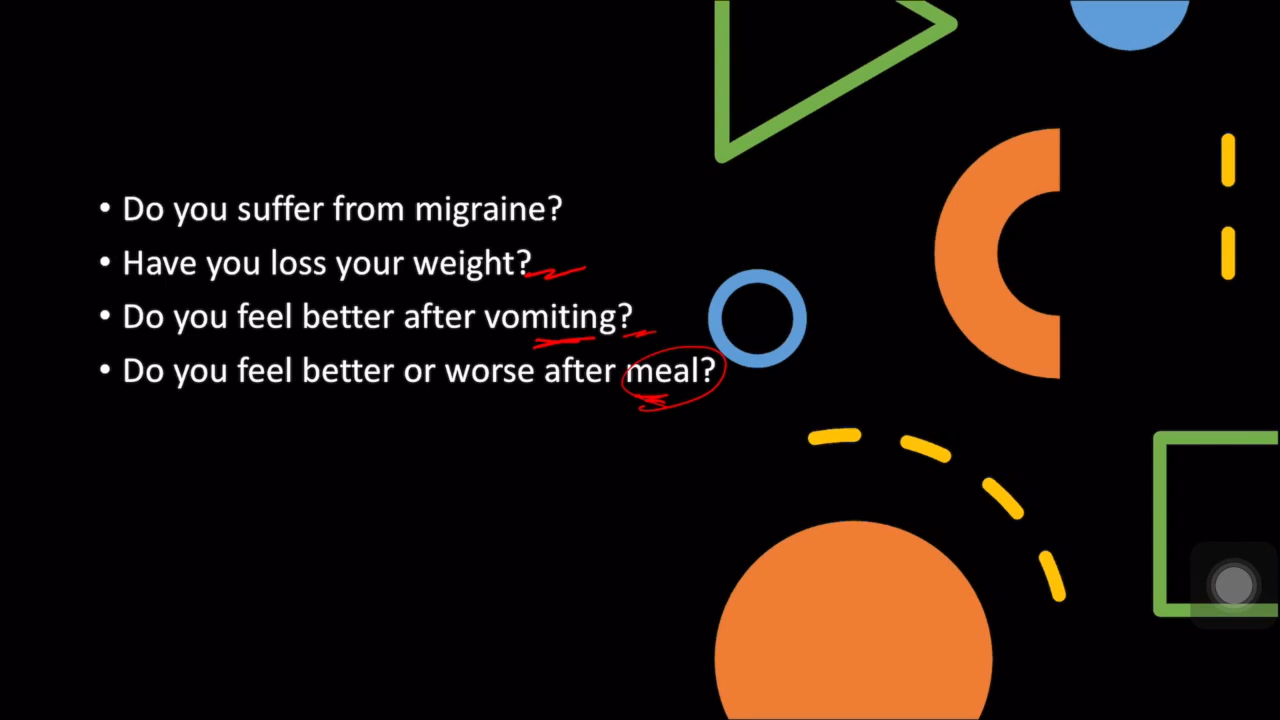 • Do you suffer from migraine?
• Have you loss your weight?
• Do you feel better after vomiting?
• Do you feel better or worse after meal?